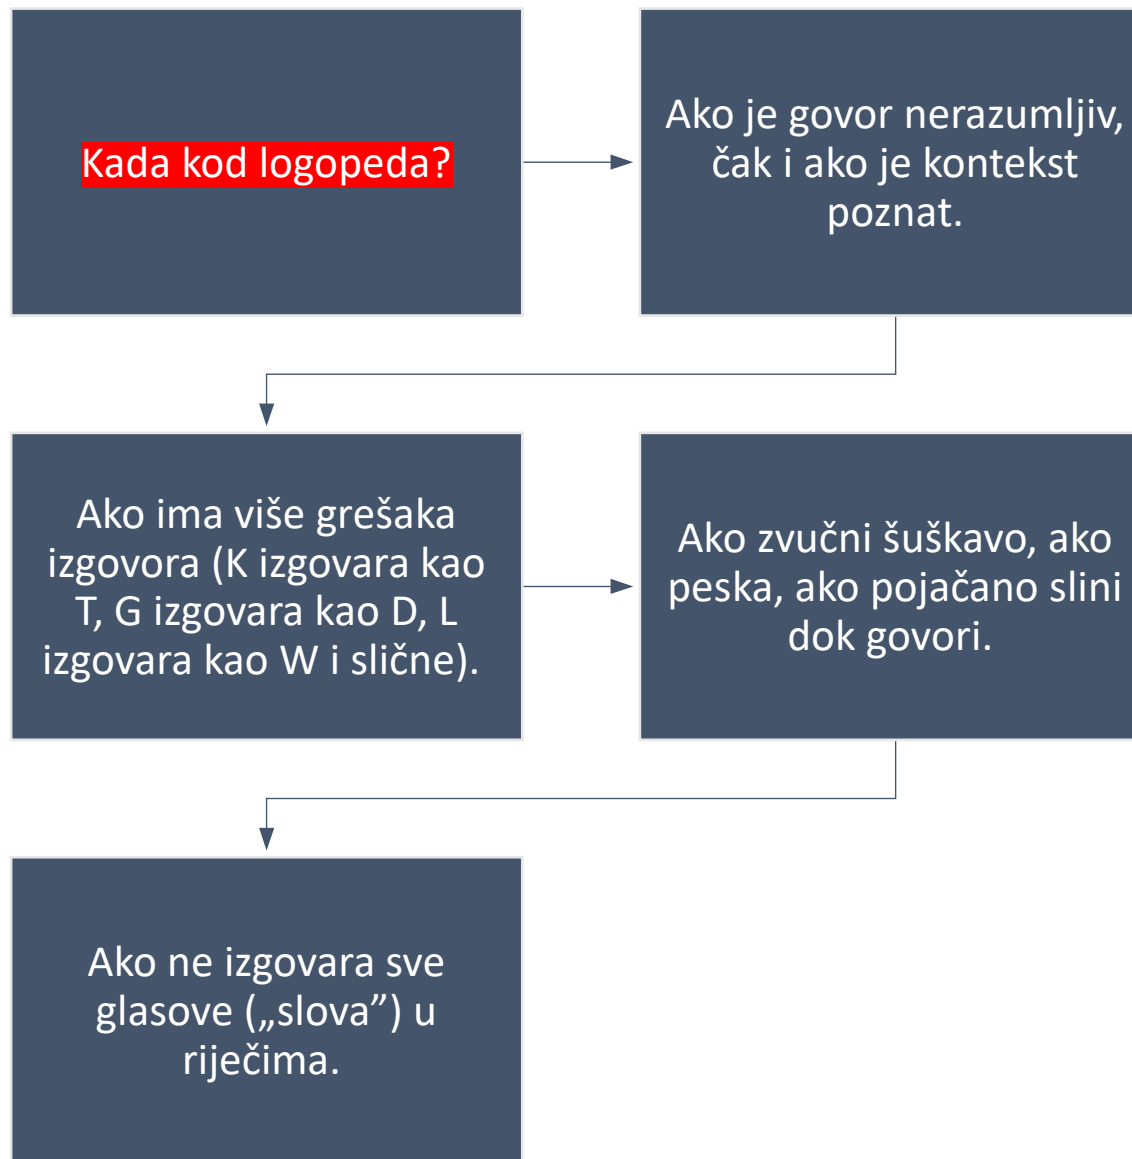 Kada kod logopeda?
Ako je govor nerazumljiv,
čak i ako je kontekst
poznat.
Ako ima više grešaka
izgovora (K izgovara kao
T, G izgovara kao D, L
izgovara kao W i slične).
Ako zvučni šuškavo, ako
peska, ako pojačano slini
dok govori.
Ako ne izgovara sve
glasove („slova”) u
riječima.